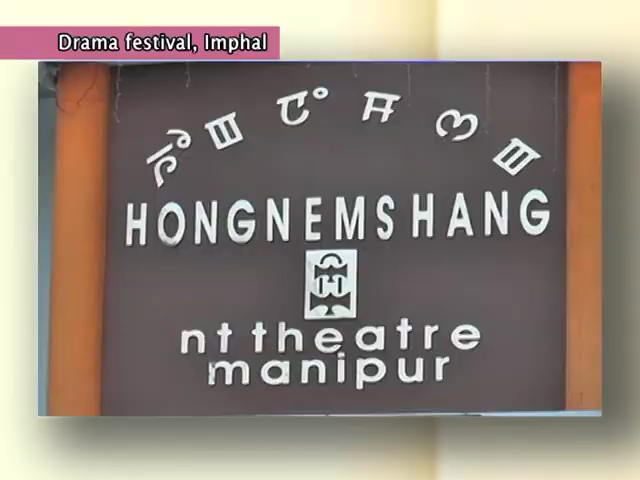 Drama festival, Imphal
HONGNEMSHANG
nt theatre
manipur